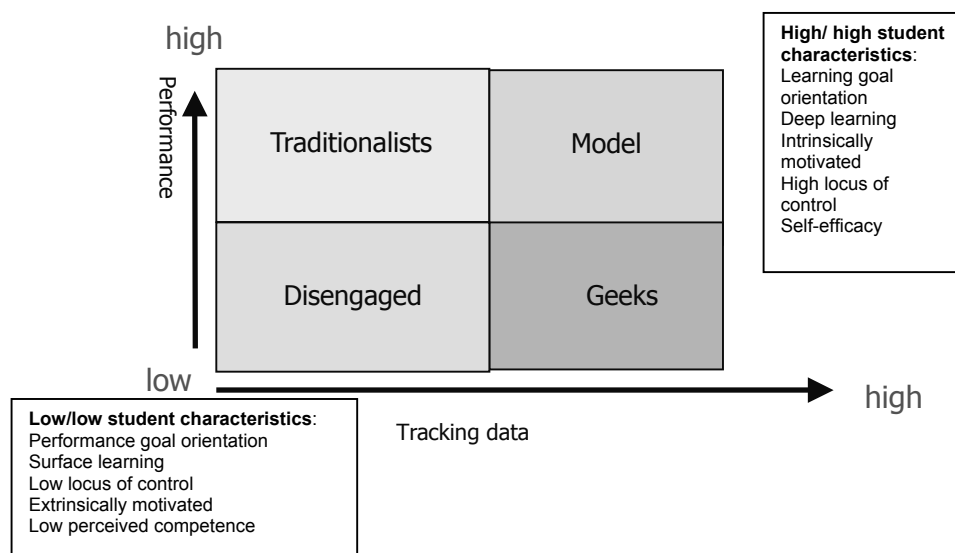 high
High/ high student
characteristics:
Learning goal
orientation
Deep learning
Intrinsically
motivated
High locus of
control
Self-efficacy
Performance
Traditionalists
Model
Disengaged
Geeks
low
high
Tracking data
Low/low student characteristics:
Performance goal orientation
Surface learning
Low locus of control
Extrinsically motivated
Low perceived competence